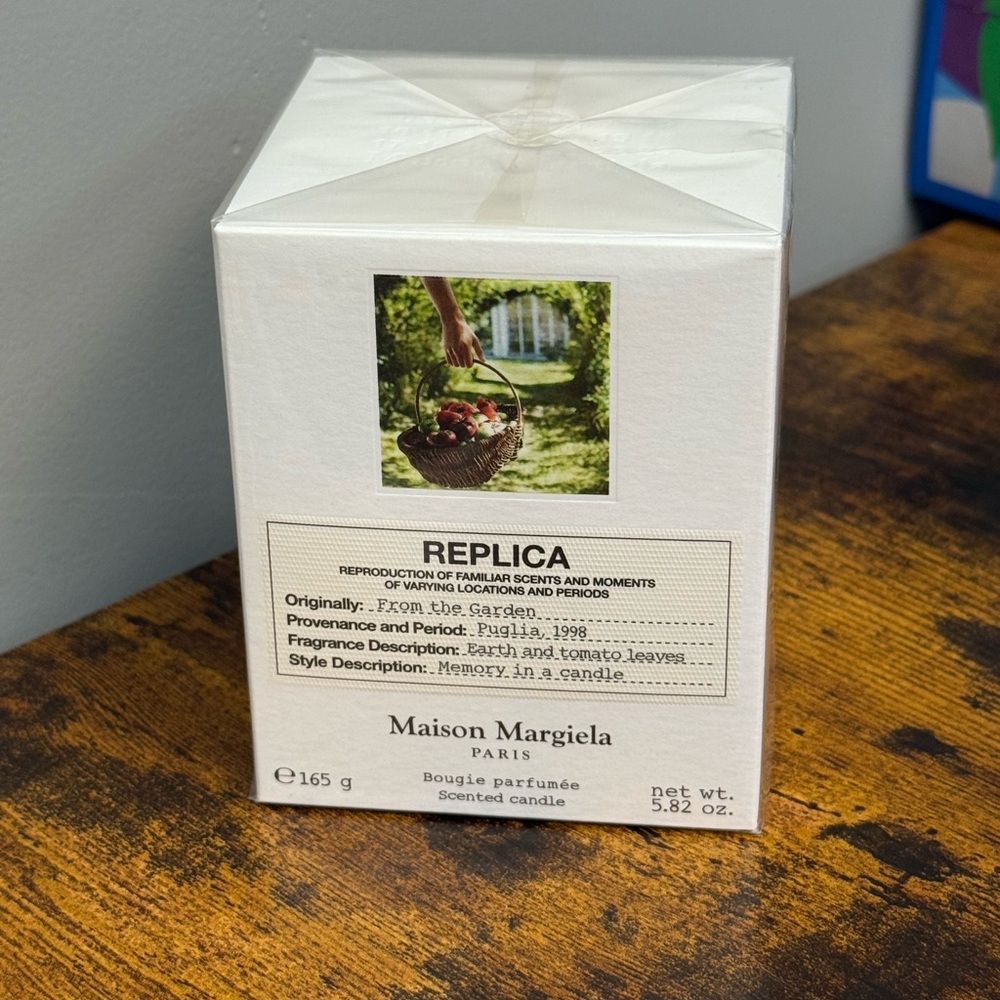 REPLICA
REPRODUCTION OF FAMILIAR SCENTS AND MOMENTS
OF VARYING LOCATIONS AND PERIODS
Originally: From the Garden
Provenance and Period: Puglia, 1998
Fragrance Description: Earth and tomato leaves
Style Description: Memory in a candle
Maison Margiela
PARIS
℮165 g
Bougie parfumée
Scented candle
net wt.
5.82 oz.